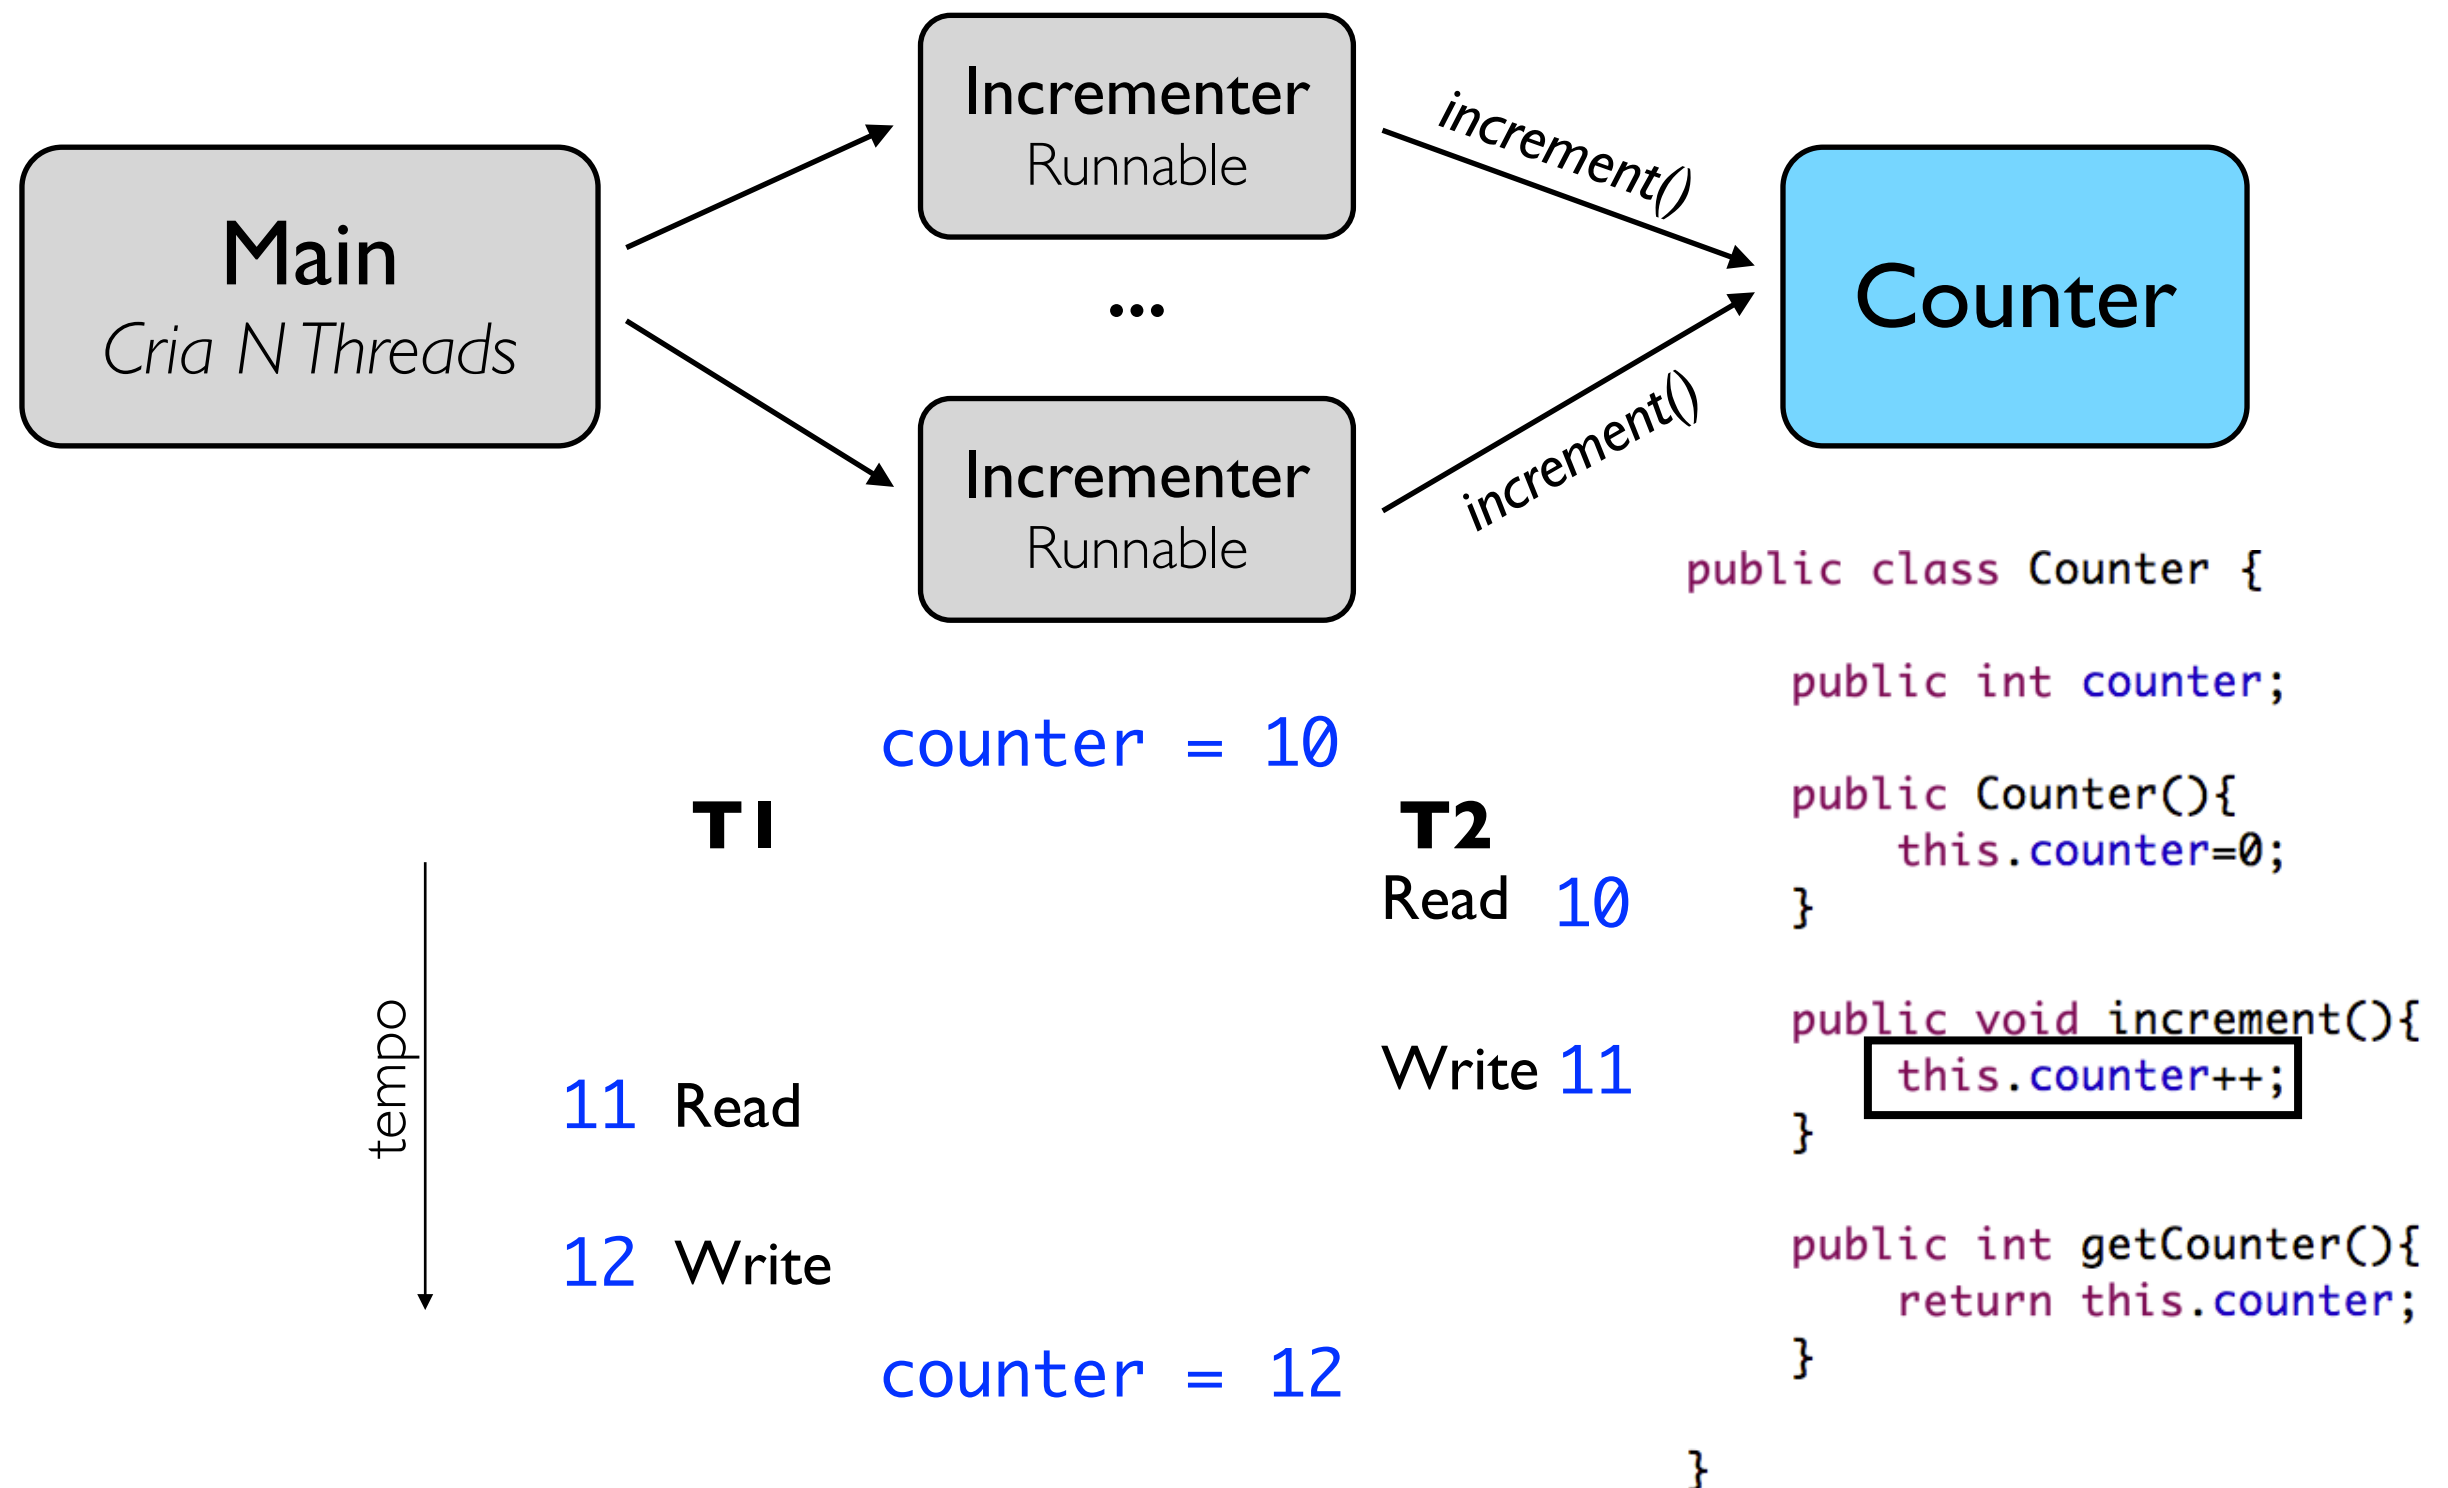 Main
Cria N Threads
Incrementer
Runnable
...
Incrementer
Runnable
increment()
increment()
Counter
counter = 10
T1
T2
Read 10
Write 11
11 Read
12 Write
tempo
counter = 12
public class Counter {
public int counter;
public Counter(){
this.counter=0;
}
public void increment(){
this.counter++;
}
public int getCounter(){
return this.counter;
}
}